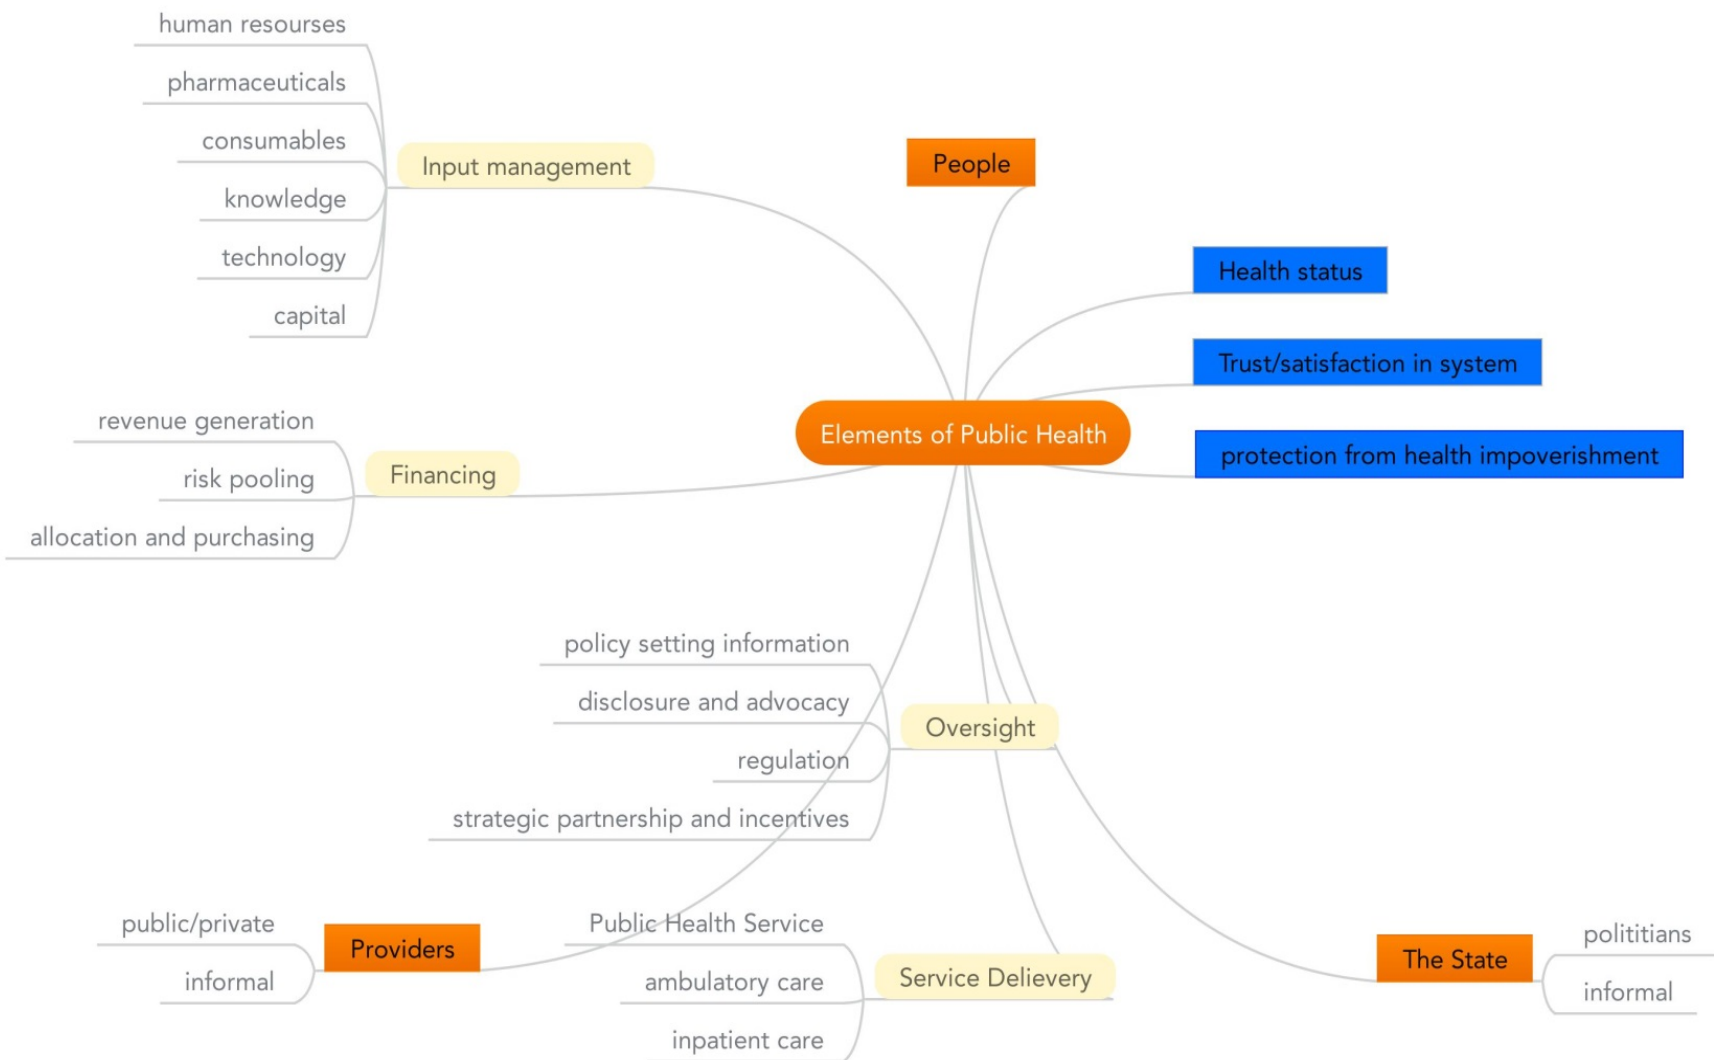 human resourses
pharmaceuticals
consumables
knowledge
technology
capital
Input management
People
Health status
Trust/satisfaction in system
protection from health impoverishment
Elements of Public Health
revenue generation
risk pooling
allocation and purchasing
Financing
policy setting information
disclosure and advocacy
regulation
strategic partnership and incentives
Oversight
public/private
informal
Providers
Public Health Service
ambulatory care
inpatient care
Service Delievery
The State
polititians
informal